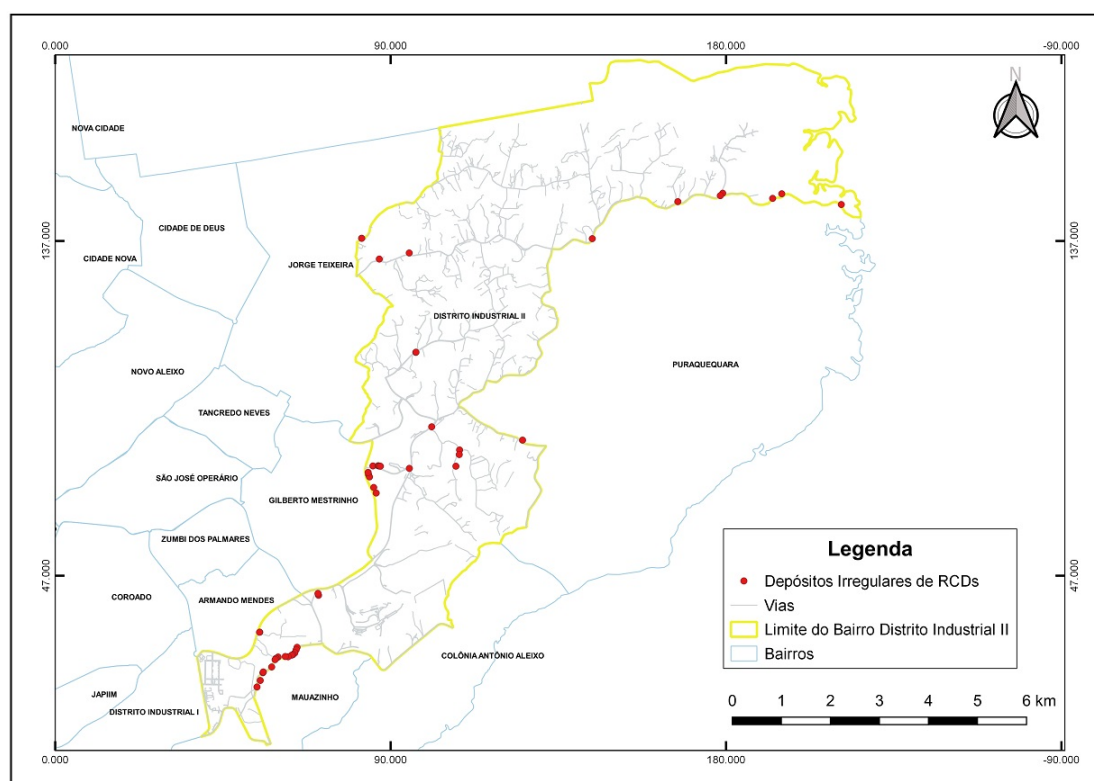 0.000 90.000 180.000 -90.000
N
NOVA CIDADE
CIDADE DE DEUS
137.000 137.000
CIDADE NOVA
JORGE TEIXEIRA
DISTRITO INDUSTRIAL II
PURAQUEQUARA
NOVO ALEIXO
TANCREDO NEVES
SÃO JOSÉ OPERÁRIO
GILBERTO MESTRINHO
ZUMBI DOS PALMARES
47.000 47.000
COROADO
ARMANDO MENDES
COLÔNIA ANTÔNIO ALEIXO
JAPIIM
MAUAZINHO
DISTRITO INDUSTRIAL I
Legenda
Depósitos Irregulares de RCDs
Vias
Limite do Bairro Distrito Industrial II
Bairros
0 1 2 3 4 5 6 km
0.000 90.000 180.000 -90.000